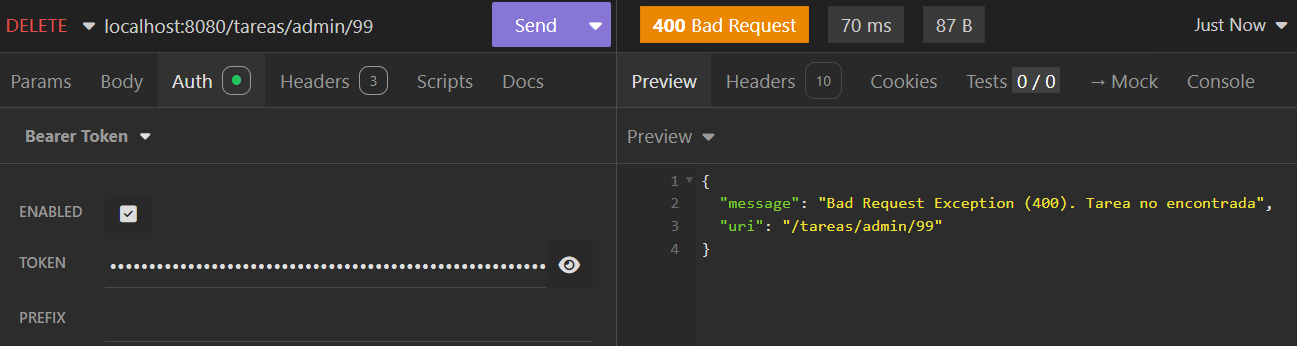 DELETE localhost:8080/tareas/admin/99 Send 400 Bad Request 70 ms 87 B Just Now
Params Body Auth Headers 3 Scripts Docs Preview Headers 10 Cookies Tests 0 / 0 → Mock Console
Bearer Token Preview
1 {
ENABLED 2 "message": "Bad Request Exception (400). Tarea no encontrada",
3 "uri": "/tareas/admin/99"
TOKEN •••••••••••••••••••••••••••••••••••••••••••••••••••••••• 4 }
PREFIX